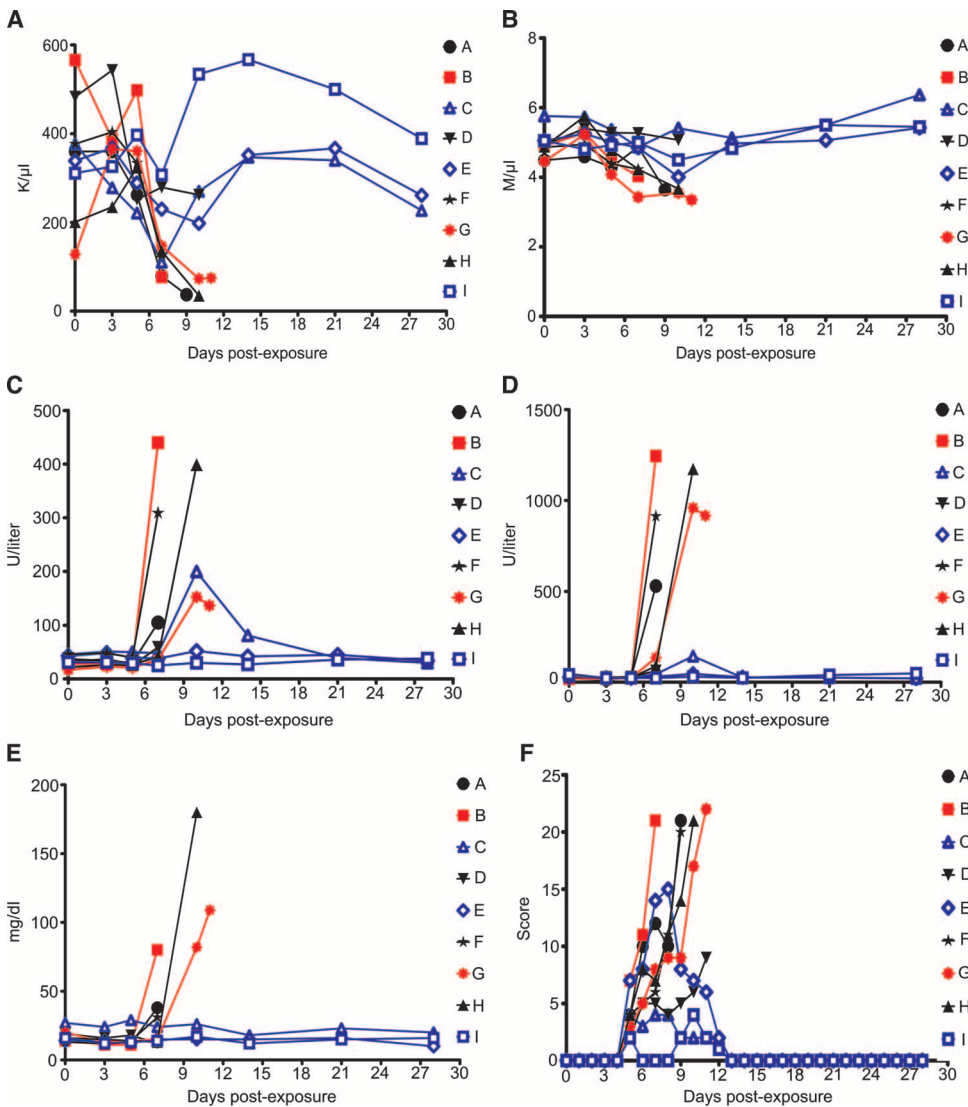 A
K/µl
600
400
200
0
0 3 6 9 12 15 18 21 24 27 30
Days post-exposure
A
B
C
D
E
F
G
H
I
B
M/µl
8
6
4
2
0
0 3 6 9 12 15 18 21 24 27 30
Days post-exposure
A
B
C
D
E
F
G
H
I
C
U/liter
500
400
300
200
100
0
0 3 6 9 12 15 18 21 24 27 30
Days post-exposure
A
B
C
D
E
F
G
H
I
D
U/liter
1500
1000
500
0
0 3 6 9 12 15 18 21 24 27 30
Days post-exposure
A
B
C
D
E
F
G
H
I
E
mg/dl
200
150
100
50
0
0 3 6 9 12 15 18 21 24 27 30
Days post-exposure
A
B
C
D
E
F
G
H
I
F
Score
25
20
15
10
5
0
0 3 6 9 12 15 18 21 24 27 30
Days post-exposure
A
B
C
D
E
F
G
H
I